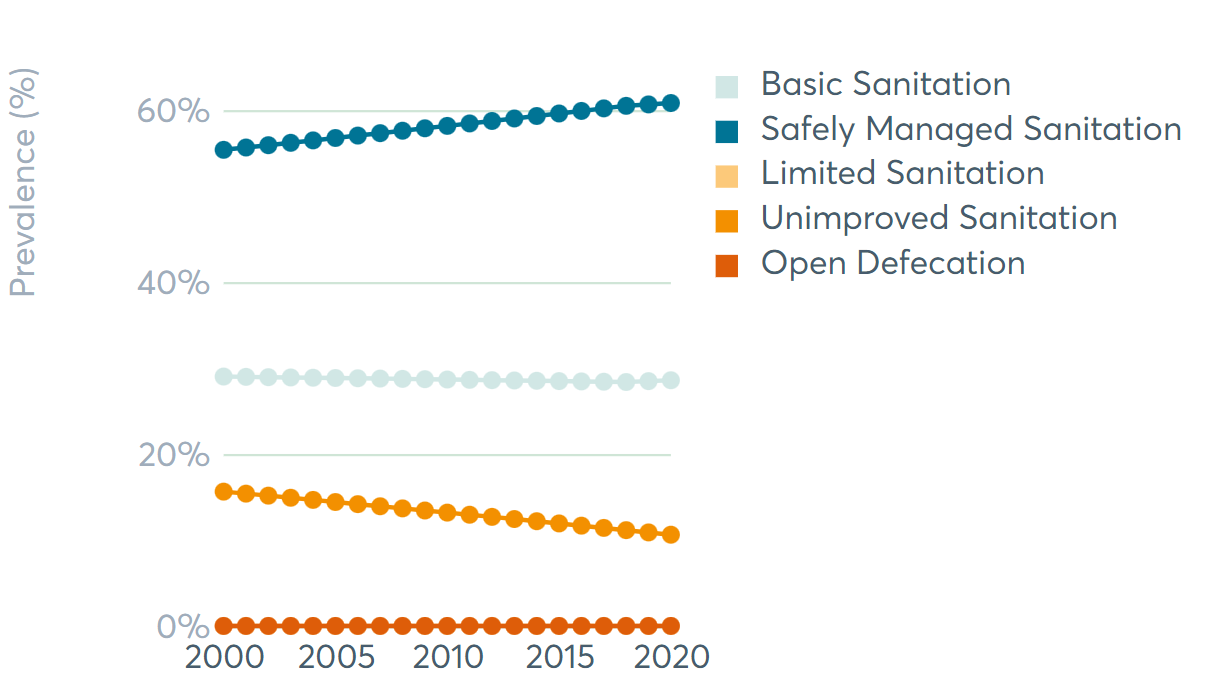 Prevalence (%)
60%
40%
20%
0%
2000 2005 2010 2015 2020
Basic Sanitation
Safely Managed Sanitation
Limited Sanitation
Unimproved Sanitation
Open Defecation